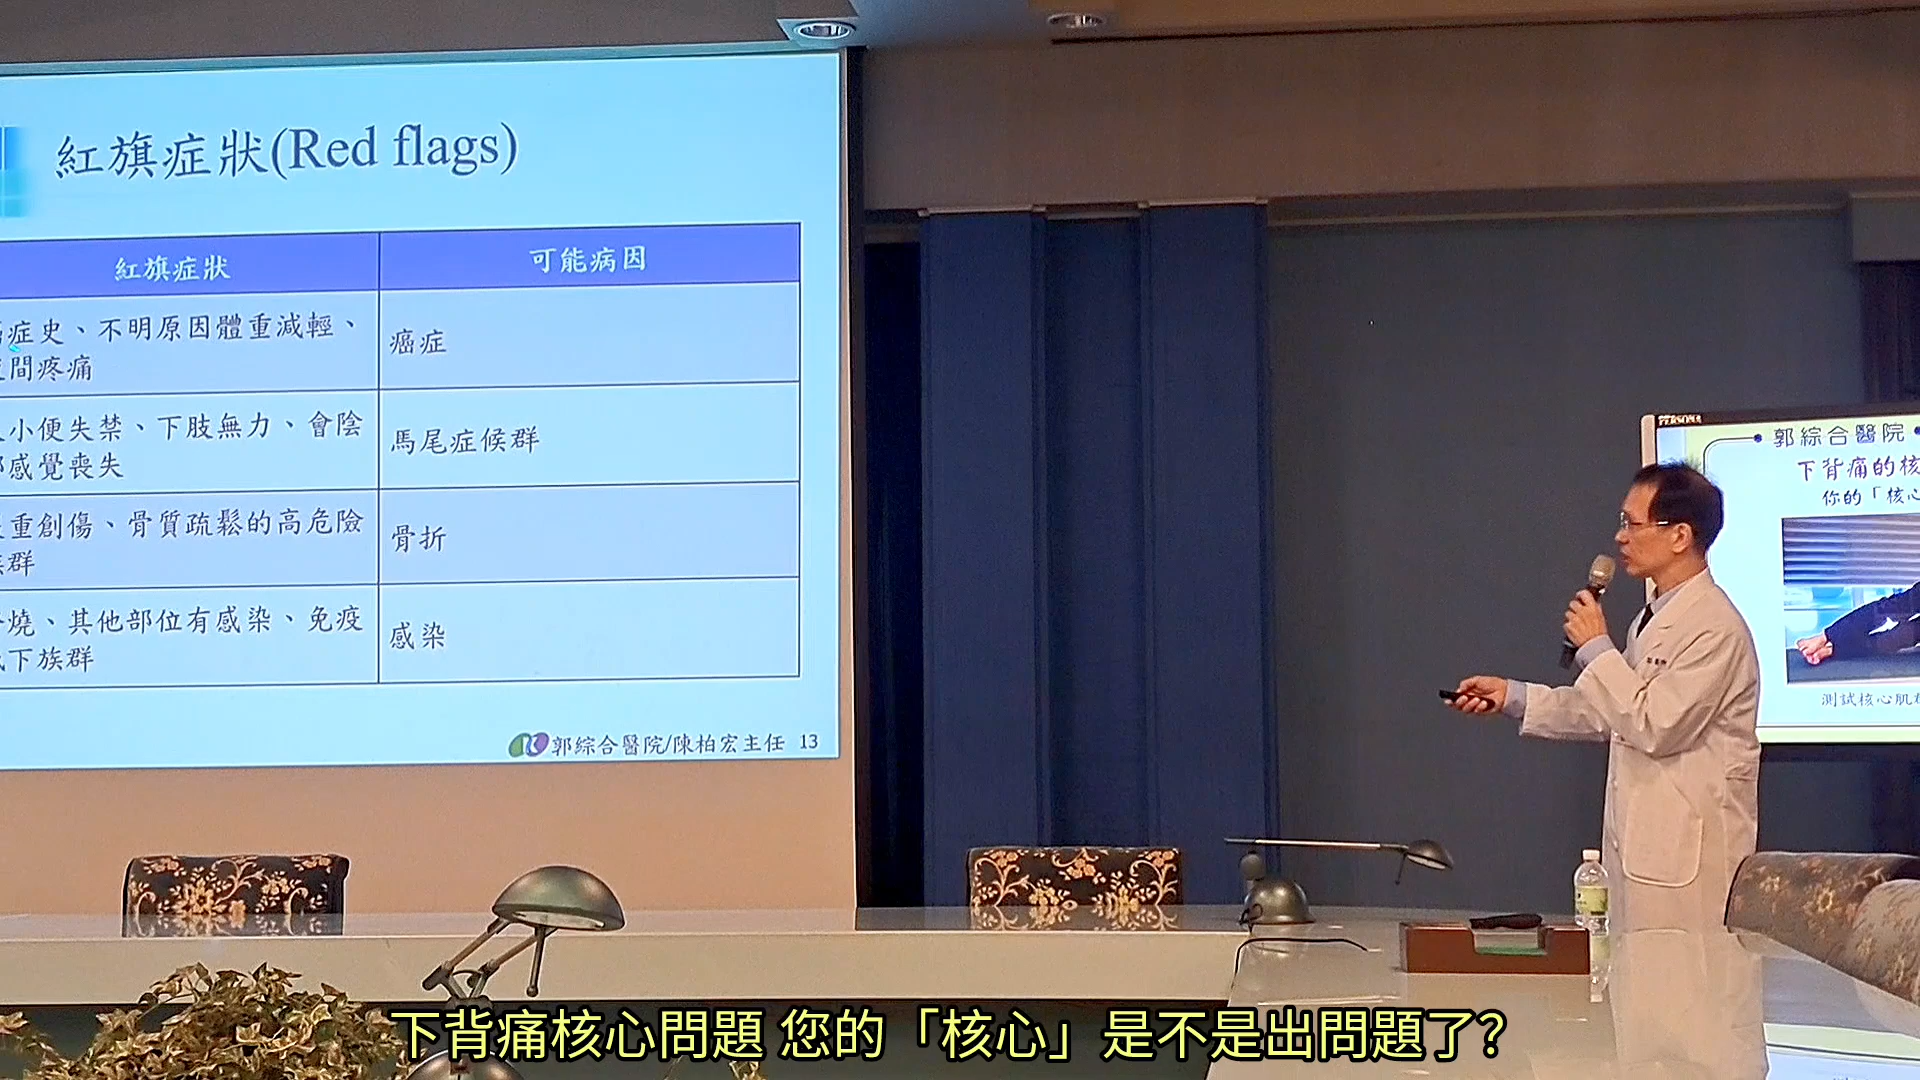 紅旗症狀(Red flags)
紅旗症狀
可能病因
症史、不明原因體重減輕、
間疼痛
癌症
小便失禁、下肢無力、會陰
感覺喪失
馬尾症候群
重創傷、骨質疏鬆的高危險
群
骨折
燒、其他部位有感染、免疫
下族群
感染
郭綜合醫院/陳柏宏主任 13
PERSONA
郭綜合醫院
下背痛的核
你的「核心
測試核心肌
下背痛核心問題 您的「核心」是不是出問題了?